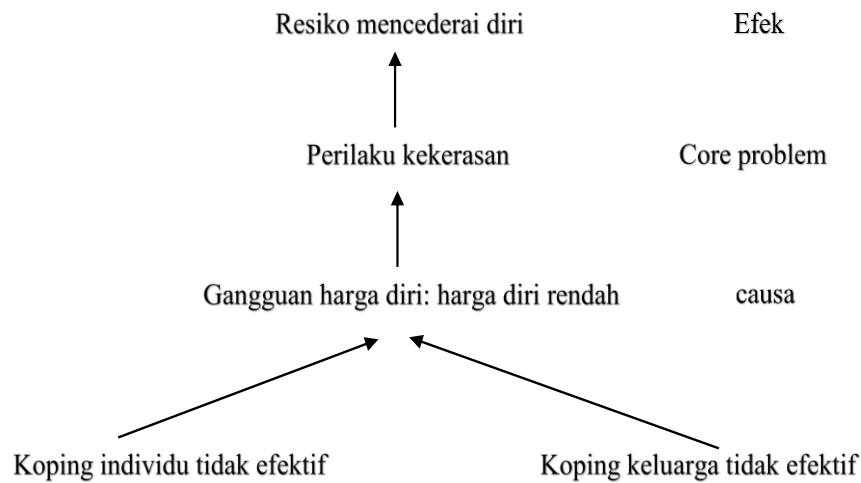 Resiko mencederai diri Efek
Perilaku kekerasan Core problem
Gangguan harga diri: harga diri rendah causa
Koping individu tidak efektif Koping keluarga tidak efektif